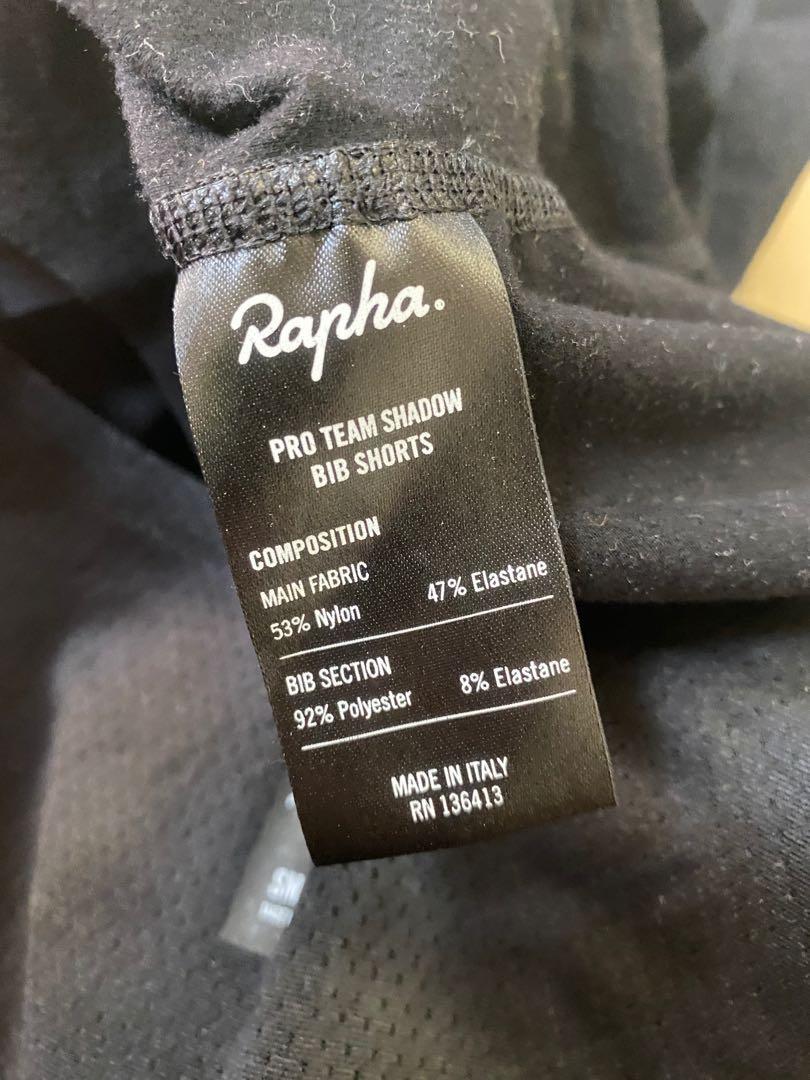 Rapha.
PRO TEAM SHADOW
BIB SHORTS
COMPOSITION
MAIN FABRIC
53% Nylon 47% Elastane
BIB SECTION
92% Polyester 8% Elastane
MADE IN ITALY
RN 136413